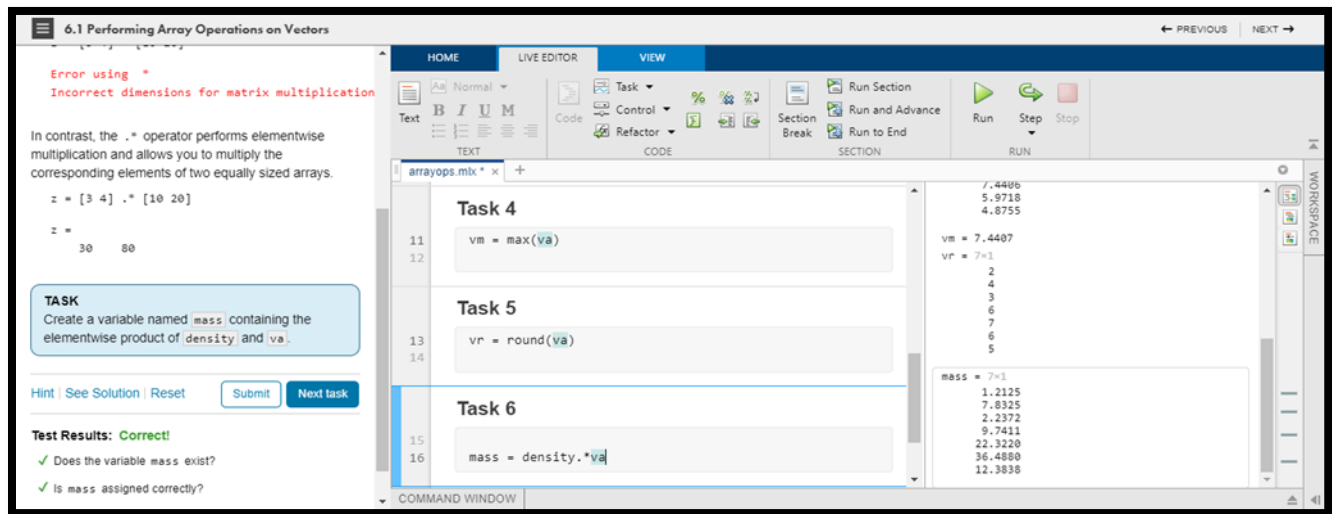 6.1 Performing Array Operations on Vectors
← PREVIOUS NEXT →
Error using *
Incorrect dimensions for matrix multiplication
In contrast, the .* operator performs elementwise
multiplication and allows you to multiply the
corresponding elements of two equally sized arrays.
z = [3 4] .* [10 20]
z =
30 80
TASK
Create a variable named mass containing the
elementwise product of density and va.
Hint | See Solution | Reset
Submit
Next task
Test Results: Correct!
✓ Does the variable mass exist?
✓ Is mass assigned correctly?
HOME LIVE EDITOR VIEW
Text
Aa Normal
B I U M
TEXT
Code
Task
Control
Refactor
CODE
Section
Break
Run Section
Run and Advance
Run to End
SECTION
Run
Step
Stop
RUN
arrayops.mlx * × +
Task 4
11 vm = max(va)
12
Task 5
13 vr = round(va)
14
Task 6
15
16 mass = density.*va
7.4406
5.9718
4.8755
vm = 7.4407
vr = 7×1
2
4
3
6
7
6
5
mass = 7×1
1.2125
7.8325
2.2372
9.7411
22.3220
36.4880
12.3838
WORKSPACE
COMMAND WINDOW